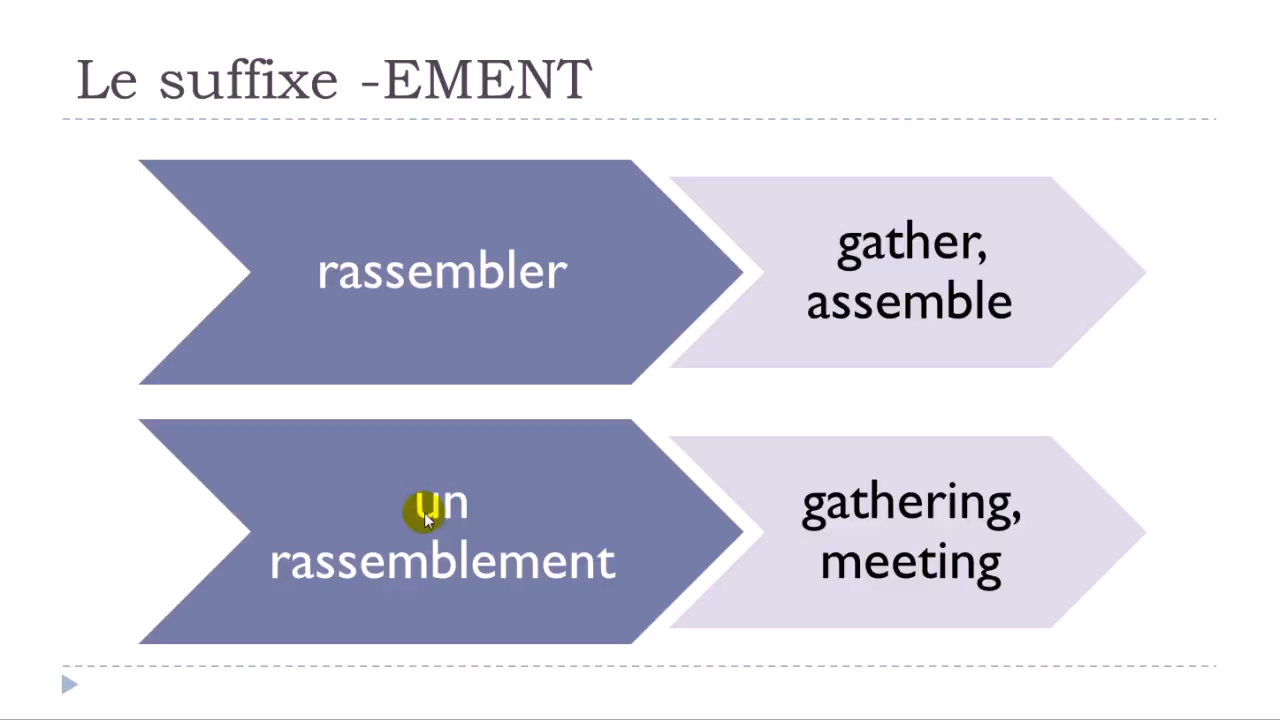 Le suffixe -EMENT
rassembler
gather,
assemble
un
rassemblement
gathering,
meeting